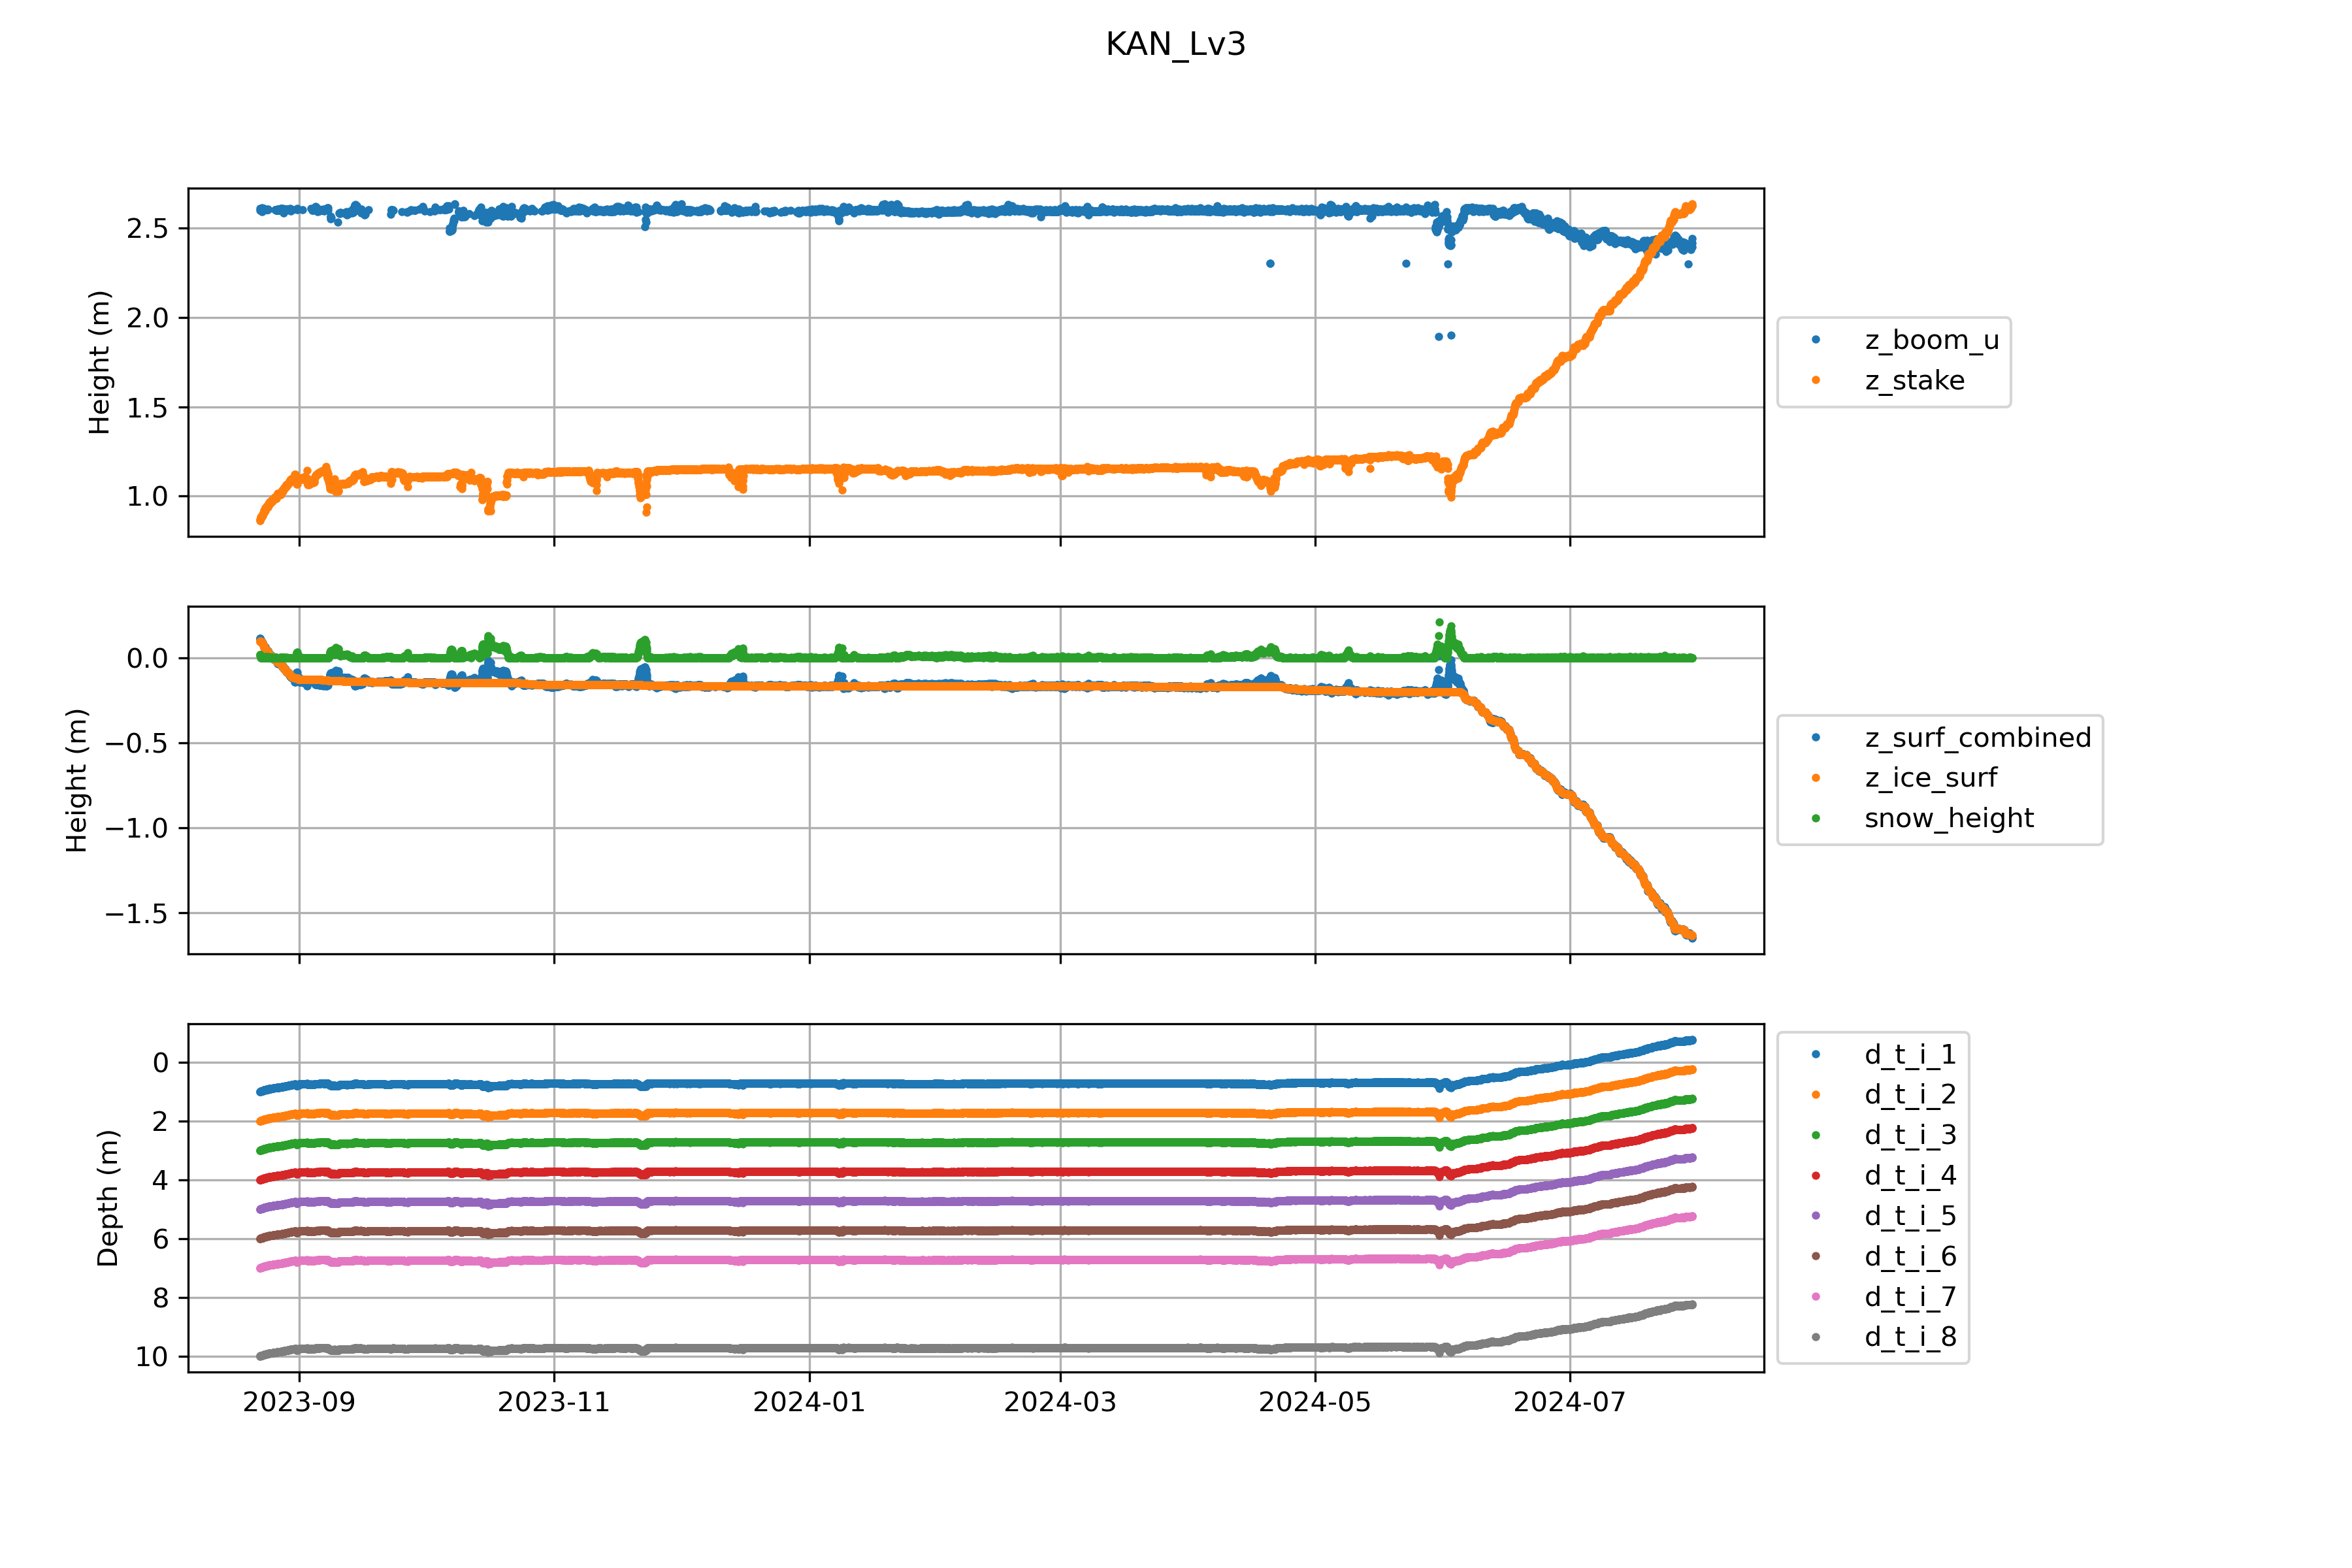 KAN_Lv3
Height (m)
2.5
2.0
1.5
1.0
z_boom_u
z_stake
Height (m)
0.0
−0.5
−1.0
−1.5
z_surf_combined
z_ice_surf
snow_height
Depth (m)
0
2
4
6
8
10
2023-09
2023-11
2024-01
2024-03
2024-05
2024-07
d_t_i_1
d_t_i_2
d_t_i_3
d_t_i_4
d_t_i_5
d_t_i_6
d_t_i_7
d_t_i_8